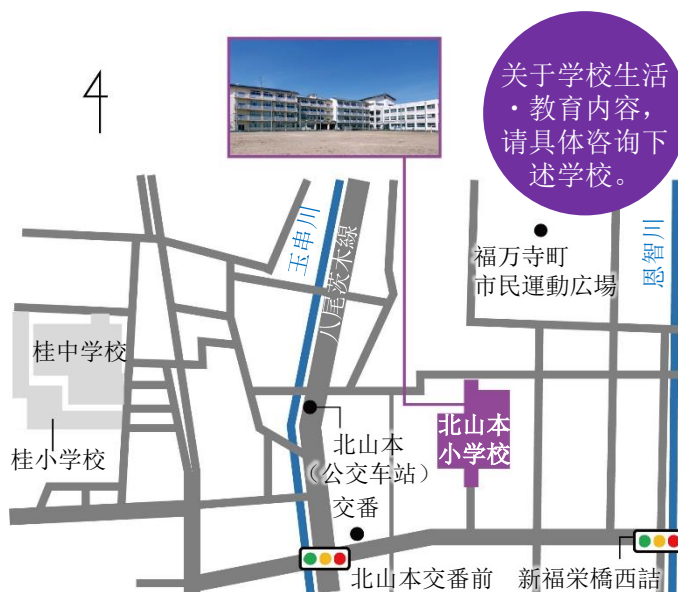 关于学校生活
・教育内容，
请具体咨询下
述学校。
玉串川
八尾茨木線
恩智川
福万寺町
市民運動広場
桂中学校
桂小学校
北山本
小学校
北山本
（公交车站）
交番
北山本交番前
新福栄橋西詰